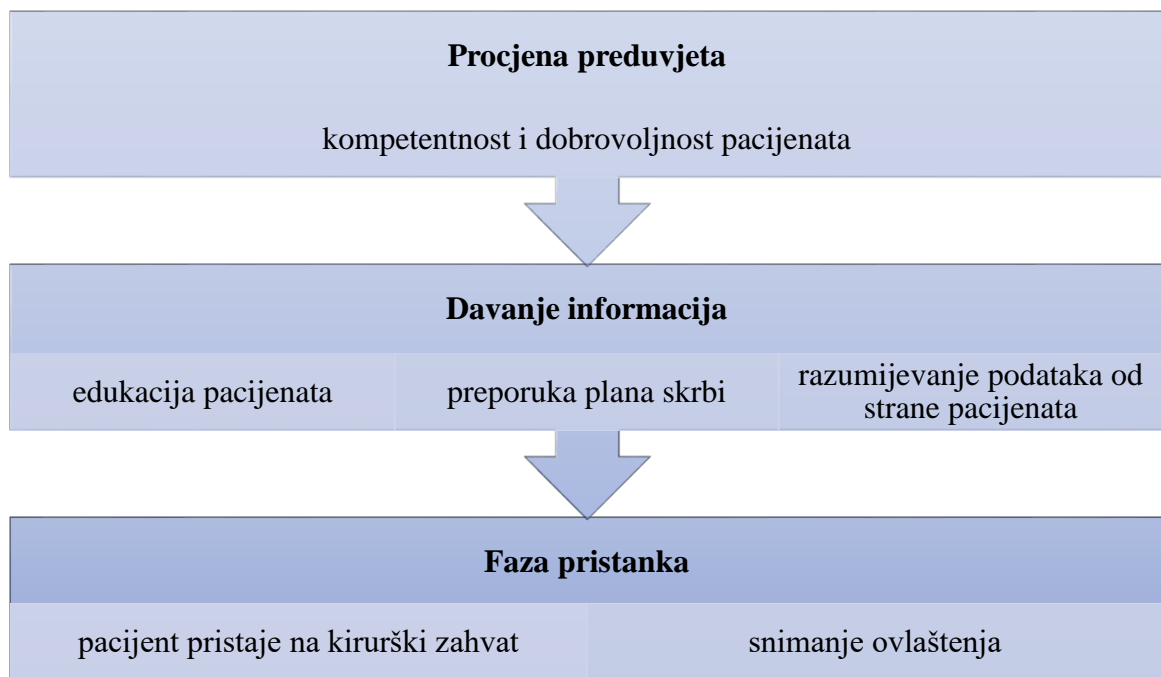 Procjena preduvjeta
kompetentnost i dobrovoljnost pacijenata
Davanje informacija
edukacija pacijenata
preporuka plana skrbi
razumijevanje podataka od
strane pacijenata
Faza pristanka
pacijent pristaje na kirurški zahvat
snimanje ovlaštenja